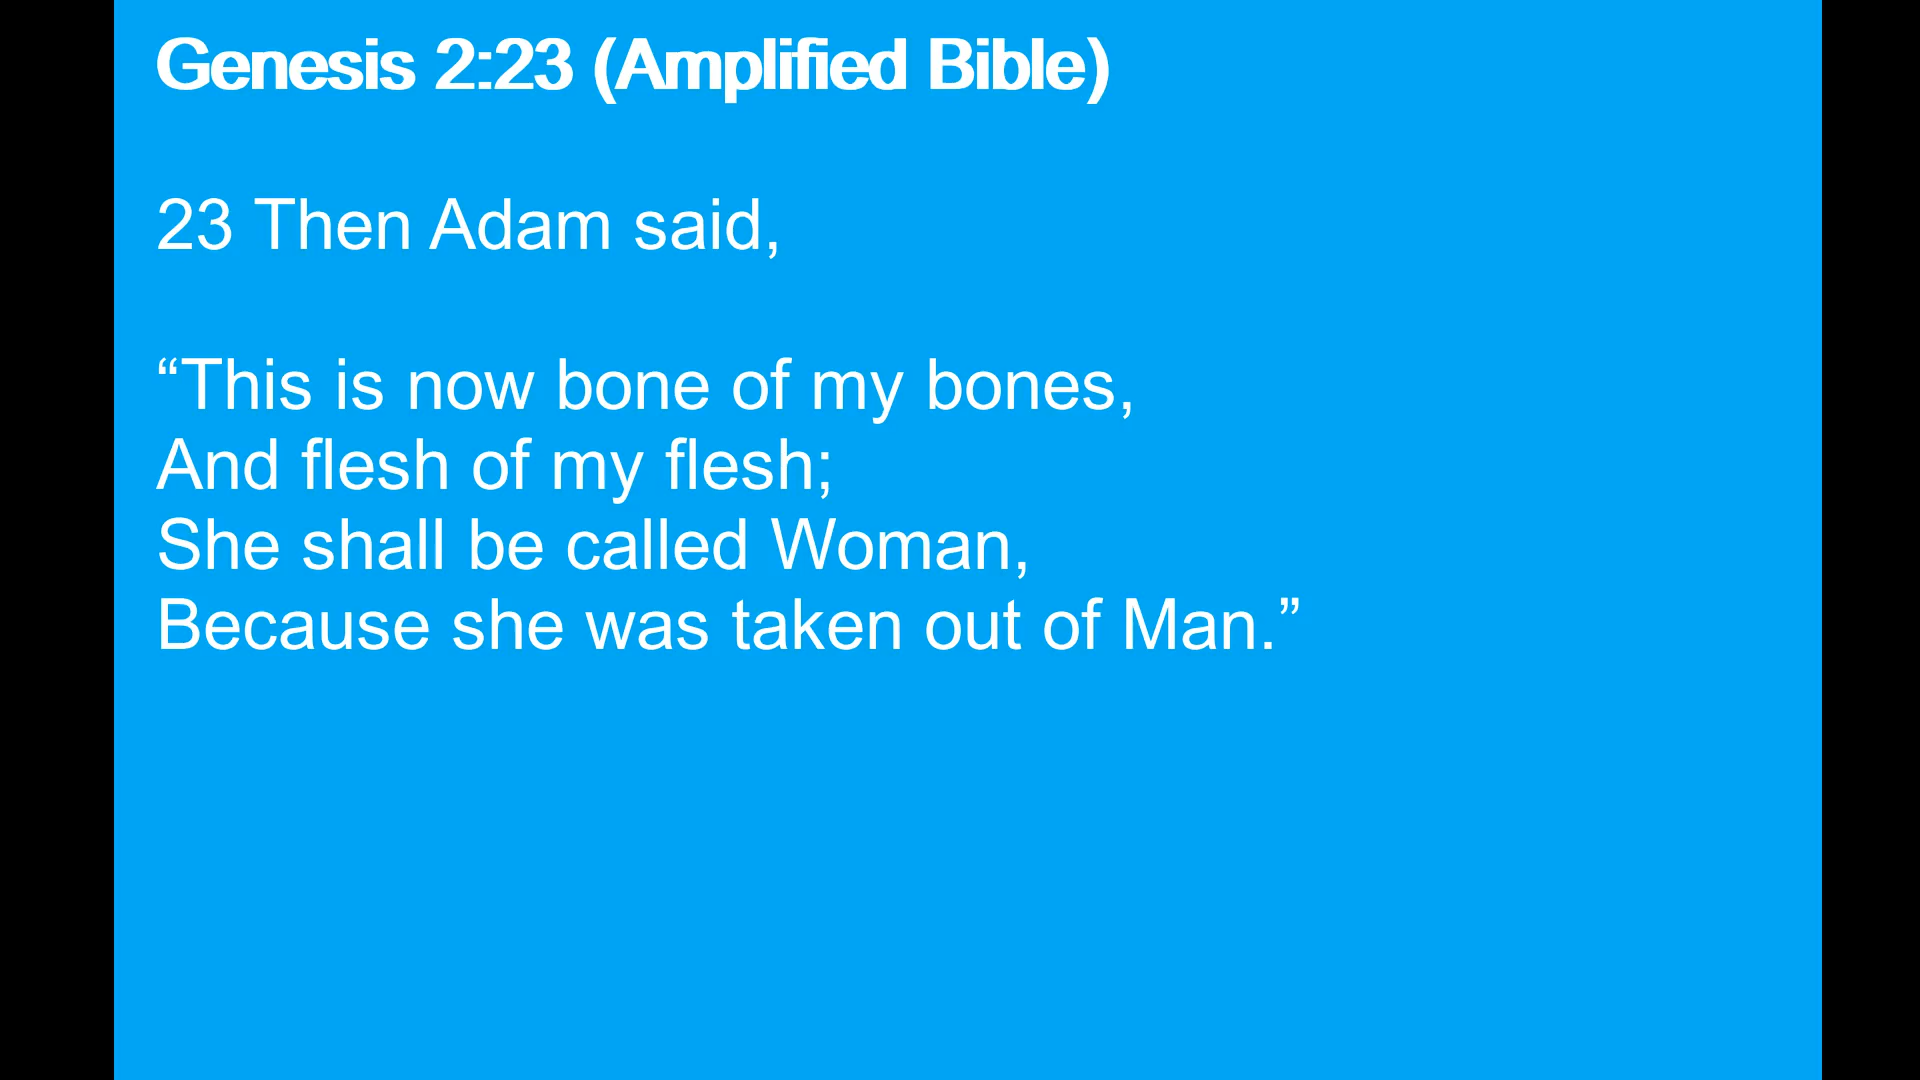 Genesis 2:23 (Amplified Bible)
23 Then Adam said,
“This is now bone of my bones,
And flesh of my flesh;
She shall be called Woman,
Because she was taken out of Man.”